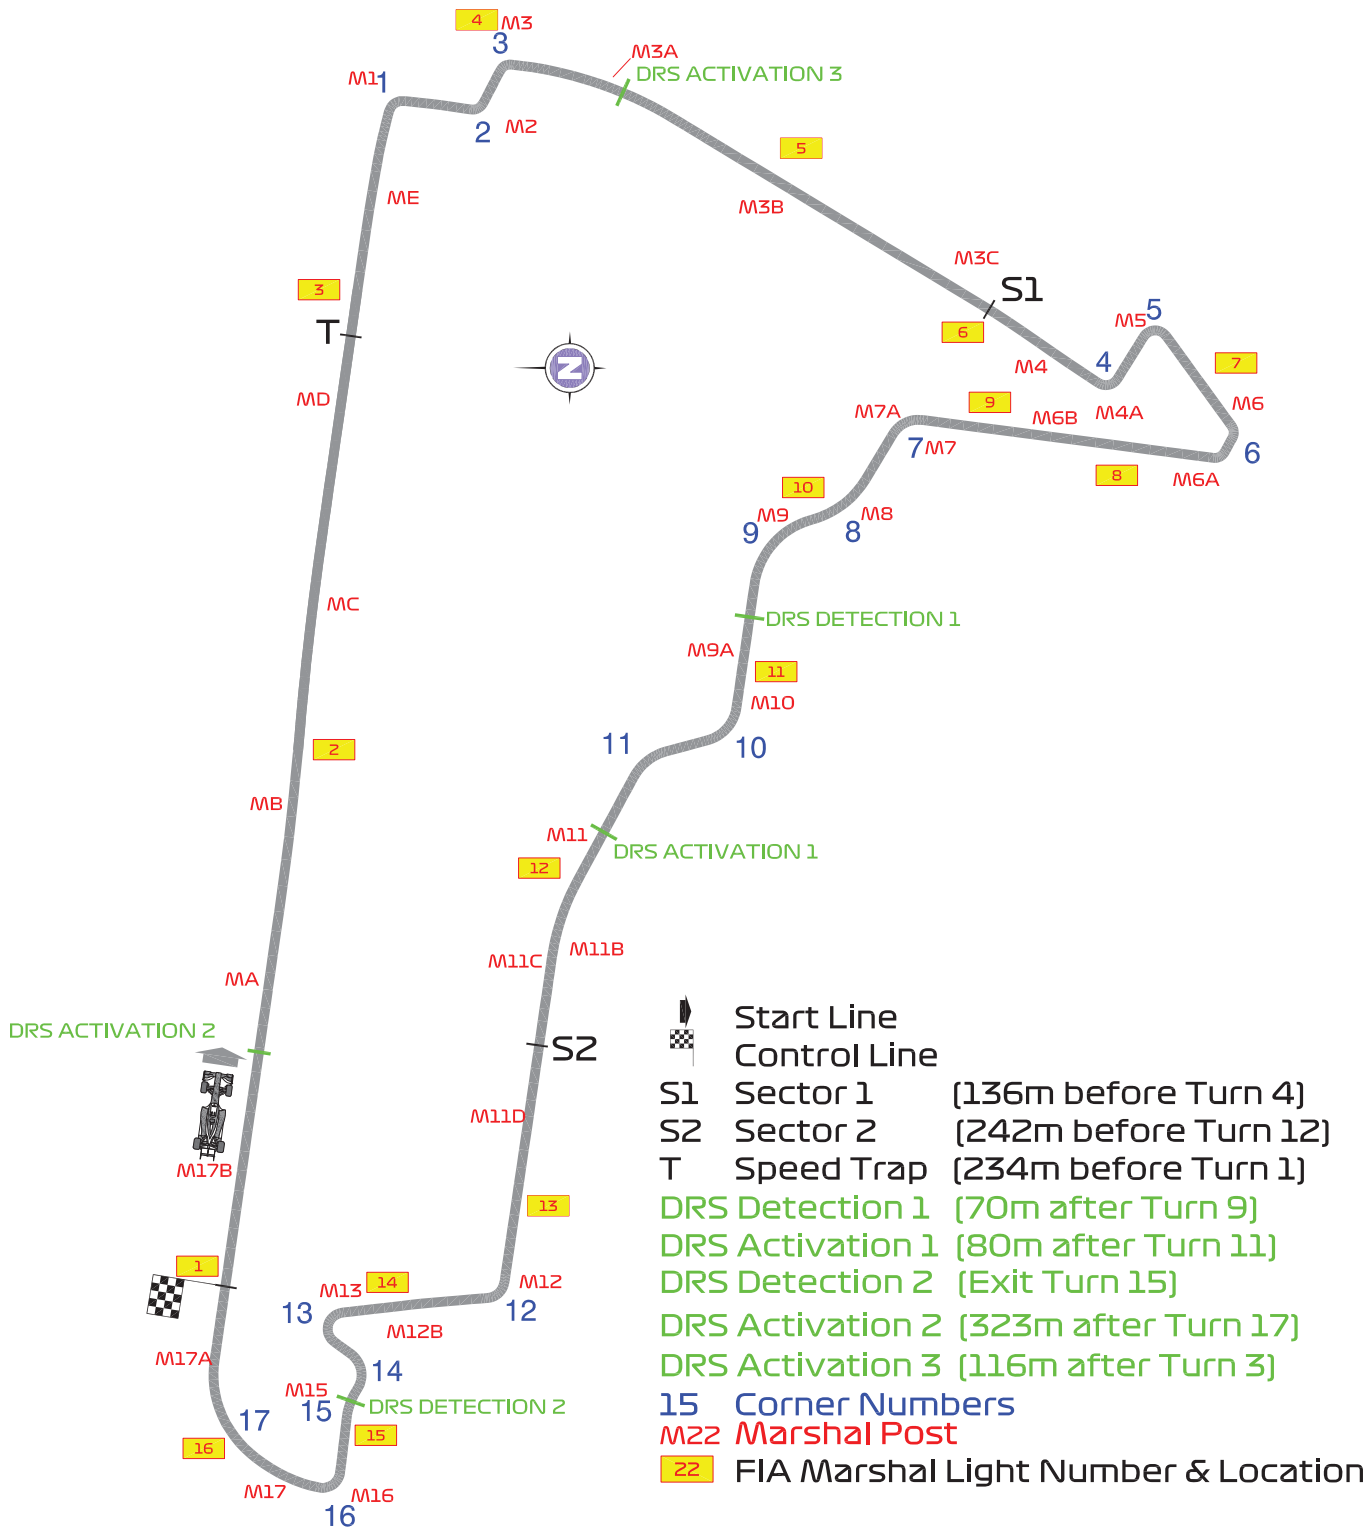 4 M3
3
M3A
M1 1
DRS ACTIVATION 3
2 M2
5
ME
M3B
M3C
3
S1
T
6
M5 5
4
M4
7
N
MD
9
M6
M7A
M6B
M4A
7 M7
6
8
M6A
10
M9
M8
9
8
MC
DRS DETECTION 1
M9A
11
M10
11
10
2
MB
M11
DRS ACTIVATION 1
12
M11B
M11C
MA
DRS ACTIVATION 2
S2
M11D
M17B
13
1
M13 14
M12
13
12
M12B
M17A
14
M15
15
DRS DETECTION 2
17
15
16
M17
M16
16
Start Line
Control Line
S1 Sector 1 (136m before Turn 4)
S2 Sector 2 (242m before Turn 12)
T Speed Trap (234m before Turn 1)
DRS Detection 1 (70m after Turn 9)
DRS Activation 1 (80m after Turn 11)
DRS Detection 2 (Exit Turn 15)
DRS Activation 2 (323m after Turn 17)
DRS Activation 3 (116m after Turn 3)
15 Corner Numbers
M22 Marshal Post
22 FIA Marshal Light Number & Location